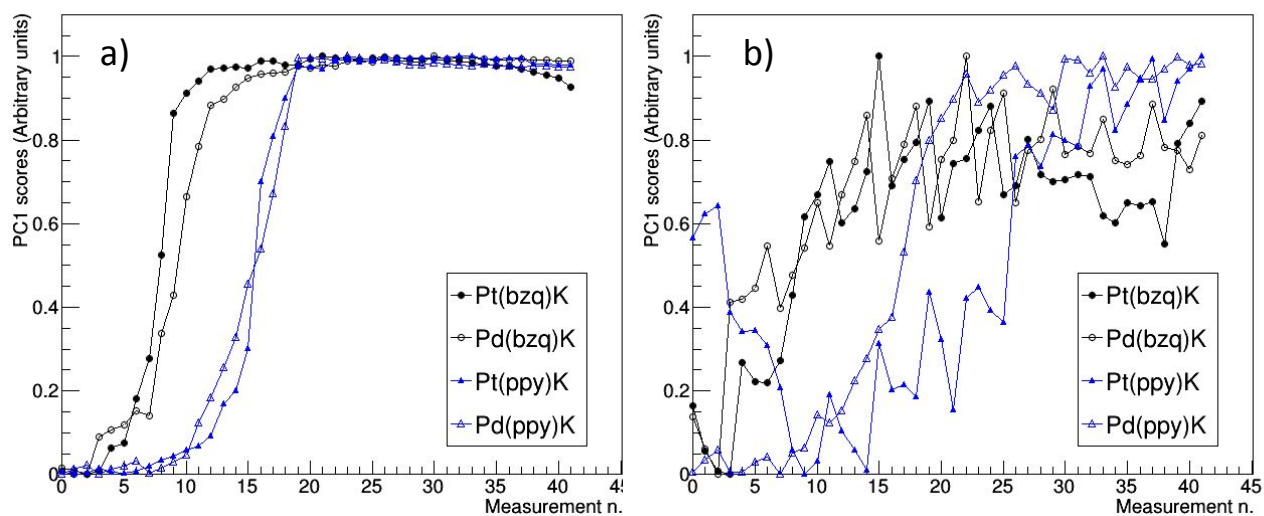 a)
PC1 scores (Arbitrary units)
1
0.8
0.6
0.4
0.2
0
0 5 10 15 20 25 30 35 40 45
Measurement n.
Pt(bzq)K
Pd(bzq)K
Pt(ppy)K
Pd(ppy)K
b)
PC1 scores (Arbitrary units)
1
0.8
0.6
0.4
0.2
0
0 5 10 15 20 25 30 35 40 45
Measurement n.
Pt(bzq)K
Pd(bzq)K
Pt(ppy)K
Pd(ppy)K